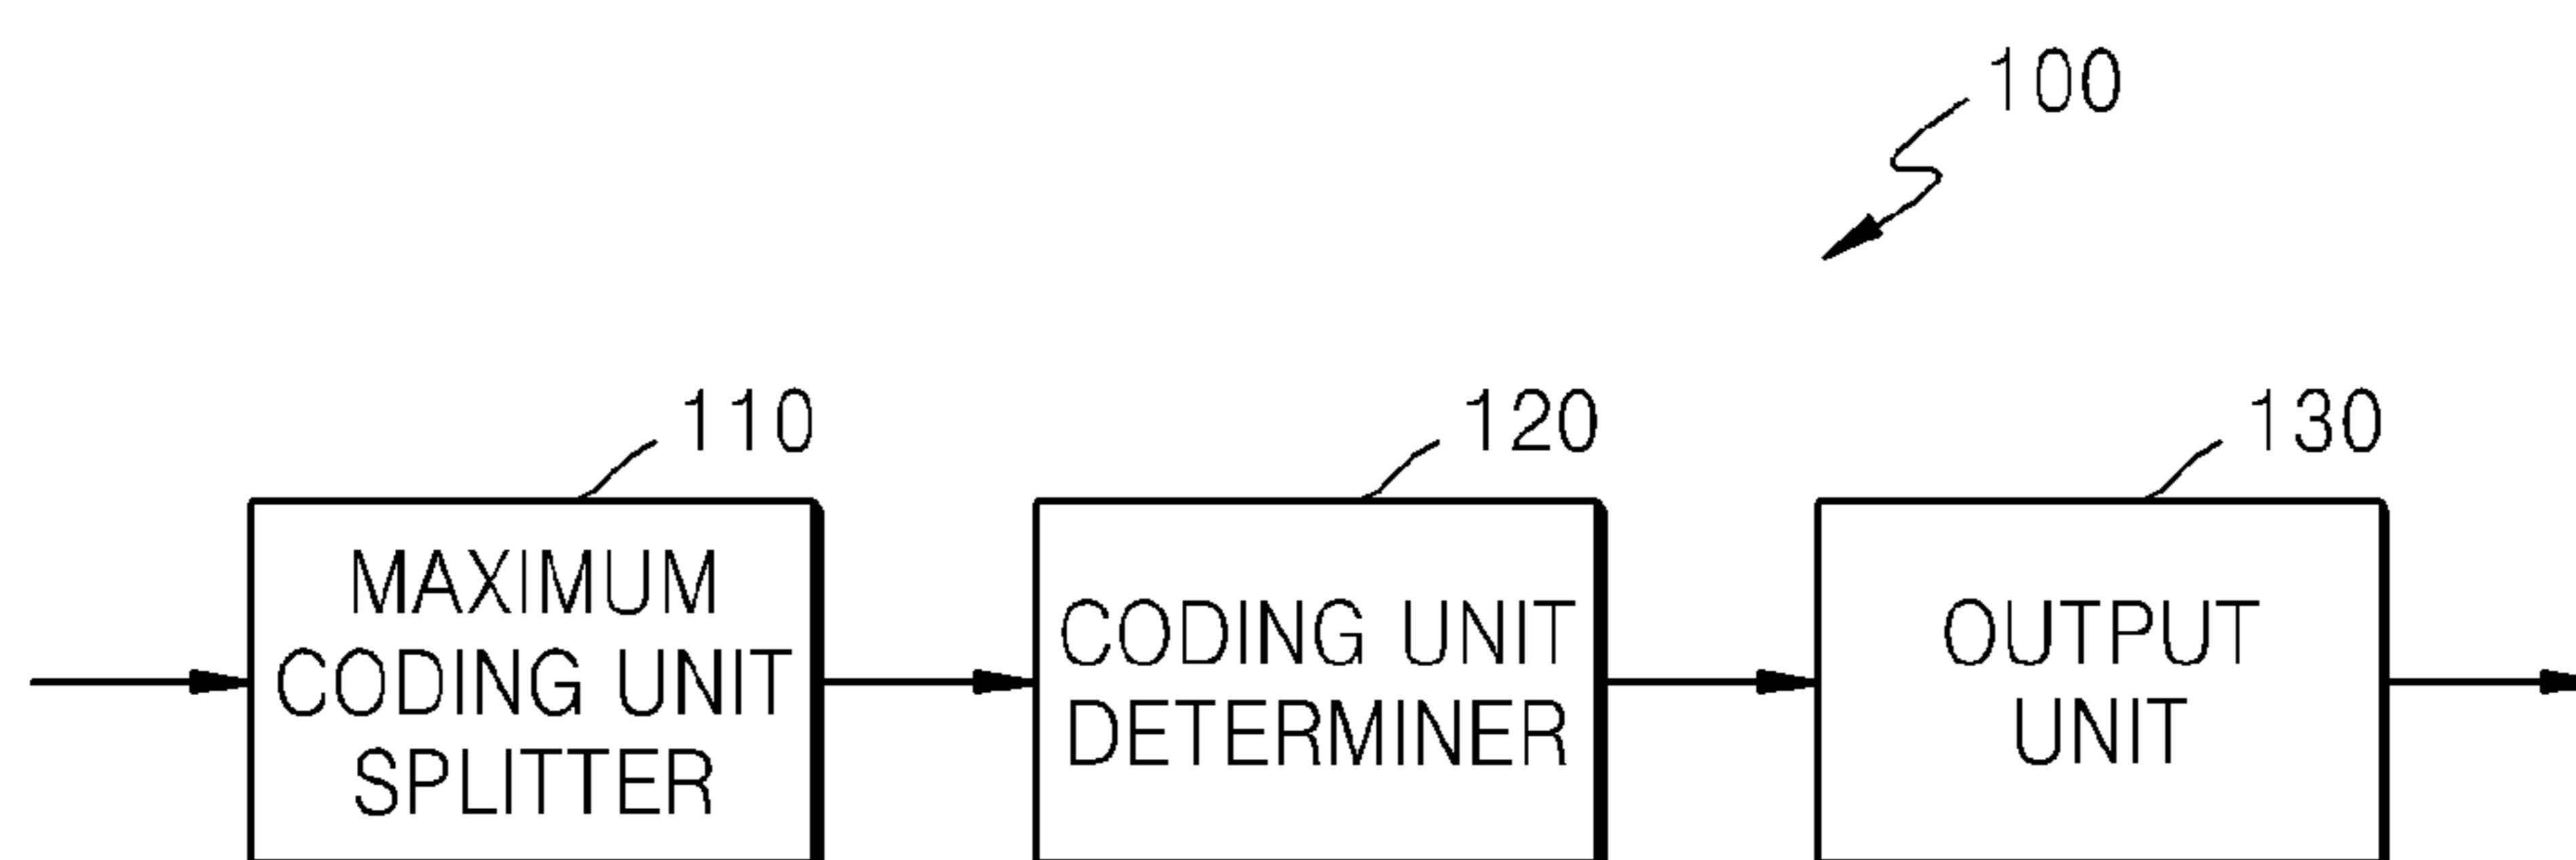 100
110
120
130
MAXIMUM
CODING UNIT
SPLITTER
CODING UNIT
DETERMINER
OUTPUT
UNIT